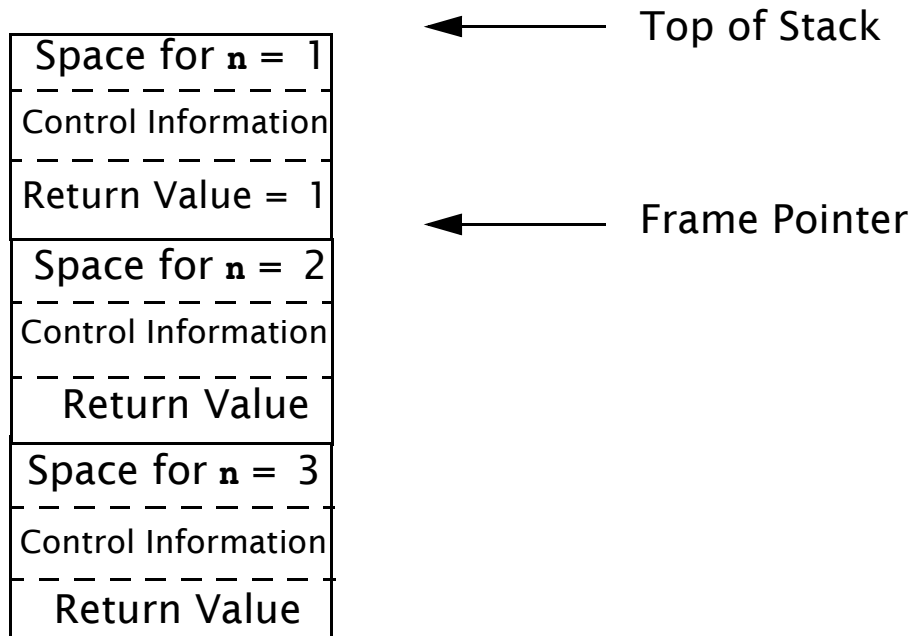 Top of Stack
Space for n = 1
Control Information
Return Value = 1
Frame Pointer
Space for n = 2
Control Information
Return Value
Space for n = 3
Control Information
Return Value